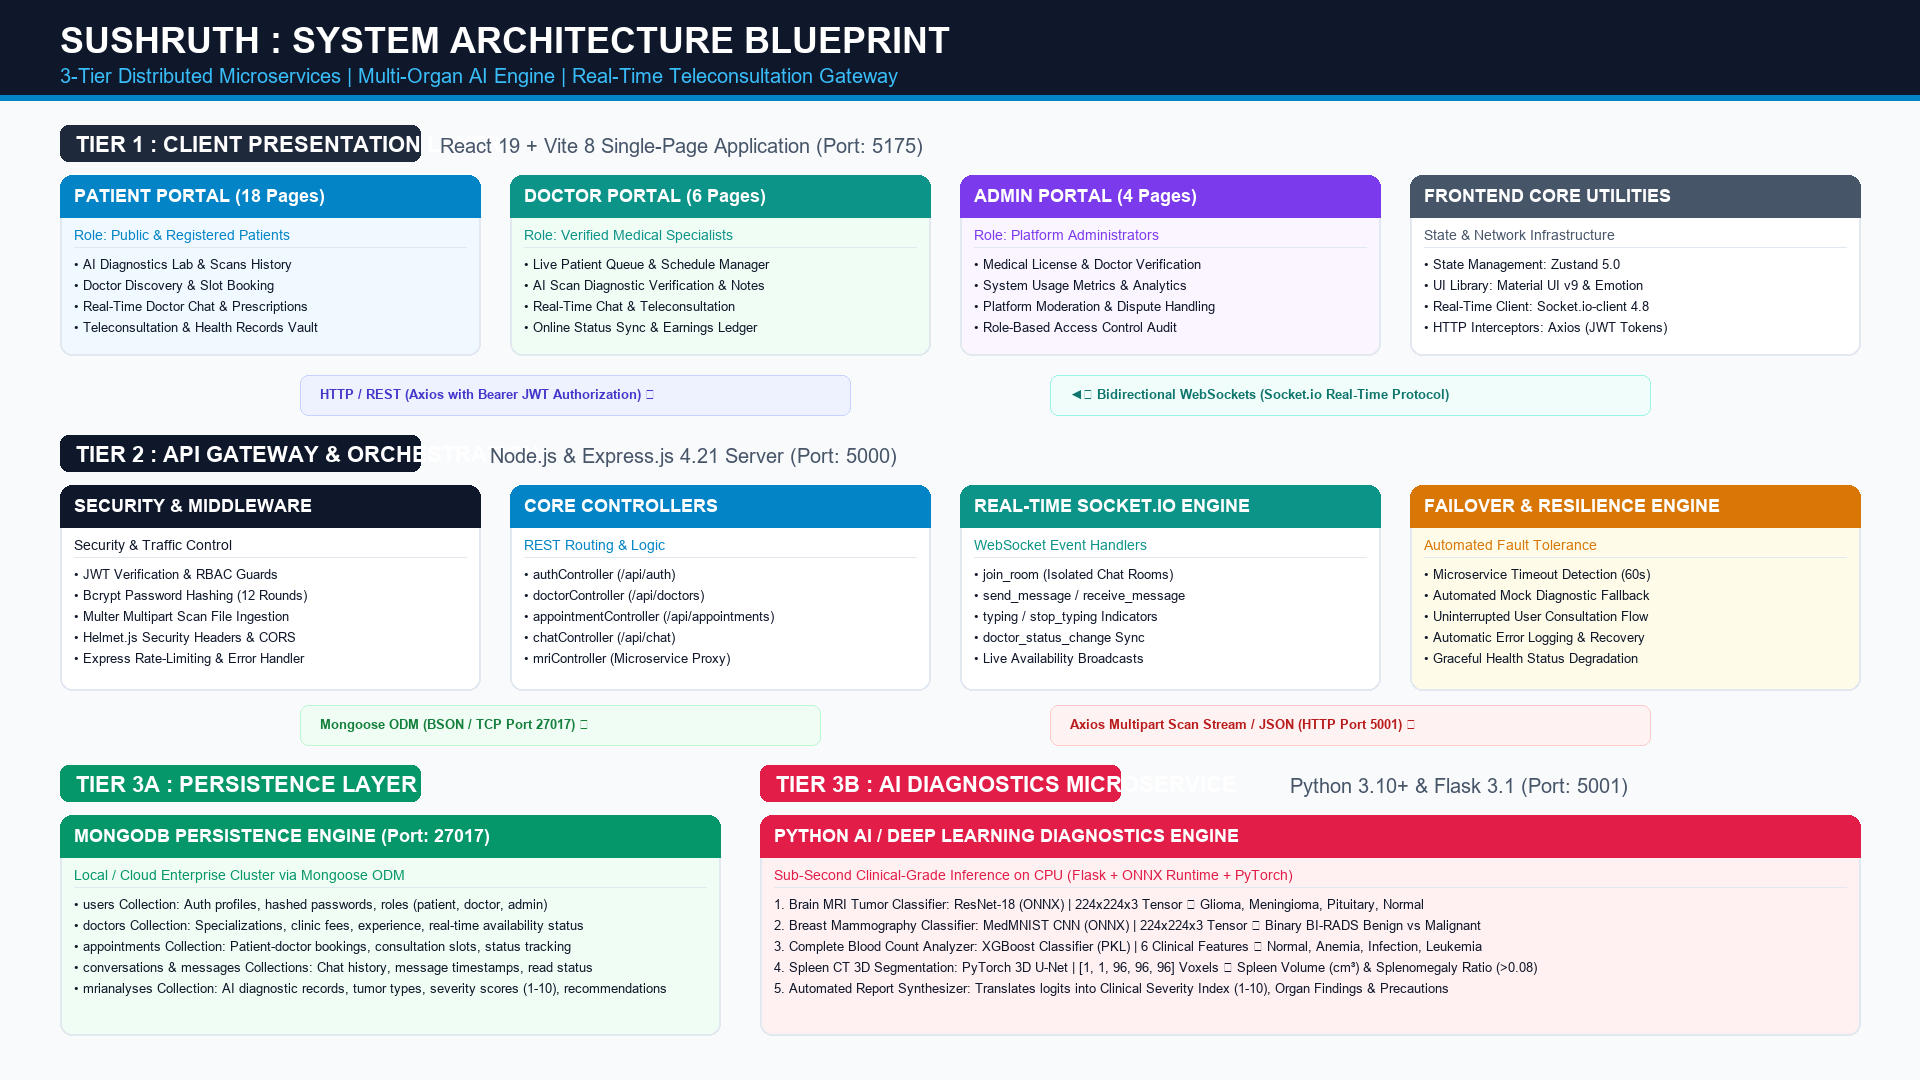 SUSHRUTH : SYSTEM ARCHITECTURE BLUEPRINT
3-Tier Distributed Microservices | Multi-Organ AI Engine | Real-Time Teleconsultation Gateway
TIER 1 : CLIENT PRESENTATION
React 19 + Vite 8 Single-Page Application (Port: 5175)
PATIENT PORTAL (18 Pages)
Role: Public & Registered Patients
• AI Diagnostics Lab & Scans History
• Doctor Discovery & Slot Booking
• Real-Time Doctor Chat & Prescriptions
• Teleconsultation & Health Records Vault
DOCTOR PORTAL (6 Pages)
Role: Verified Medical Specialists
• Live Patient Queue & Schedule Manager
• AI Scan Diagnostic Verification & Notes
• Real-Time Chat & Teleconsultation
• Online Status Sync & Earnings Ledger
ADMIN PORTAL (4 Pages)
Role: Platform Administrators
• Medical License & Doctor Verification
• System Usage Metrics & Analytics
• Platform Moderation & Dispute Handling
• Role-Based Access Control Audit
FRONTEND CORE UTILITIES
State & Network Infrastructure
• State Management: Zustand 5.0
• UI Library: Material UI v9 & Emotion
• Real-Time Client: Socket.io-client 4.8
• HTTP Interceptors: Axios (JWT Tokens)
HTTP / REST (Axios with Bearer JWT Authorization) ▯
◄▯ Bidirectional WebSockets (Socket.io Real-Time Protocol)
TIER 2 : API GATEWAY & ORCHESTRA
Node.js & Express.js 4.21 Server (Port: 5000)
SECURITY & MIDDLEWARE
Security & Traffic Control
• JWT Verification & RBAC Guards
• Bcrypt Password Hashing (12 Rounds)
• Multer Multipart Scan File Ingestion
• Helmet.js Security Headers & CORS
• Express Rate-Limiting & Error Handler
CORE CONTROLLERS
REST Routing & Logic
• authController (/api/auth)
• doctorController (/api/doctors)
• appointmentController (/api/appointments)
• chatController (/api/chat)
• mriController (Microservice Proxy)
REAL-TIME SOCKET.IO ENGINE
WebSocket Event Handlers
• join_room (Isolated Chat Rooms)
• send_message / receive_message
• typing / stop_typing Indicators
• doctor_status_change Sync
• Live Availability Broadcasts
FAILOVER & RESILIENCE ENGINE
Automated Fault Tolerance
• Microservice Timeout Detection (60s)
• Automated Mock Diagnostic Fallback
• Uninterrupted User Consultation Flow
• Automatic Error Logging & Recovery
• Graceful Health Status Degradation
Mongoose ODM (BSON / TCP Port 27017) ▯
Axios Multipart Scan Stream / JSON (HTTP Port 5001) ▯
TIER 3A : PERSISTENCE LAYER
MONGODB PERSISTENCE ENGINE (Port: 27017)
Local / Cloud Enterprise Cluster via Mongoose ODM
• users Collection: Auth profiles, hashed passwords, roles (patient, doctor, admin)
• doctors Collection: Specializations, clinic fees, experience, real-time availability status
• appointments Collection: Patient-doctor bookings, consultation slots, status tracking
• conversations & messages Collections: Chat history, message timestamps, read status
• mrianalyses Collection: AI diagnostic records, tumor types, severity scores (1-10), recommendations
TIER 3B : AI DIAGNOSTICS MICROSERVICE
Python 3.10+ & Flask 3.1 (Port: 5001)
PYTHON AI / DEEP LEARNING DIAGNOSTICS ENGINE
Sub-Second Clinical-Grade Inference on CPU (Flask + ONNX Runtime + PyTorch)
1. Brain MRI Tumor Classifier: ResNet-18 (ONNX) | 224x224x3 Tensor ▯ Glioma, Meningioma, Pituitary, Normal
2. Breast Mammography Classifier: MedMNIST CNN (ONNX) | 224x224x3 Tensor ▯ Binary BI-RADS Benign vs Malignant
3. Complete Blood Count Analyzer: XGBoost Classifier (PKL) | 6 Clinical Features ▯ Normal, Anemia, Infection, Leukemia
4. Spleen CT 3D Segmentation: PyTorch 3D U-Net | [1, 1, 96, 96, 96] Voxels ▯ Spleen Volume (cm³) & Splenomegaly Ratio (>0.08)
5. Automated Report Synthesizer: Translates logits into Clinical Severity Index (1-10), Organ Findings & Precautions